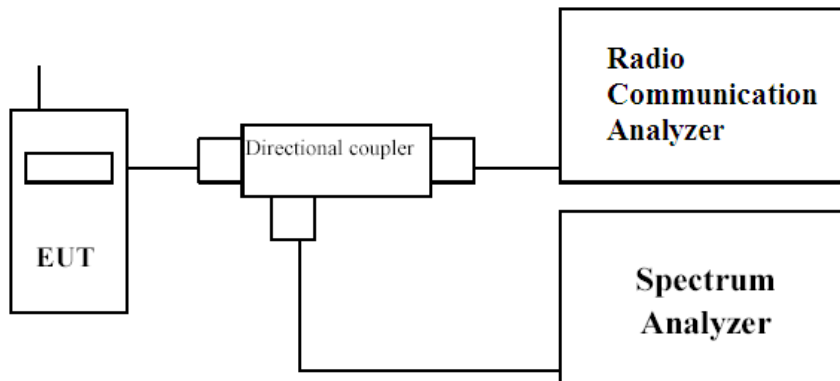 Radio
Communication
Analyzer
Directional coupler
EUT
Spectrum
Analyzer